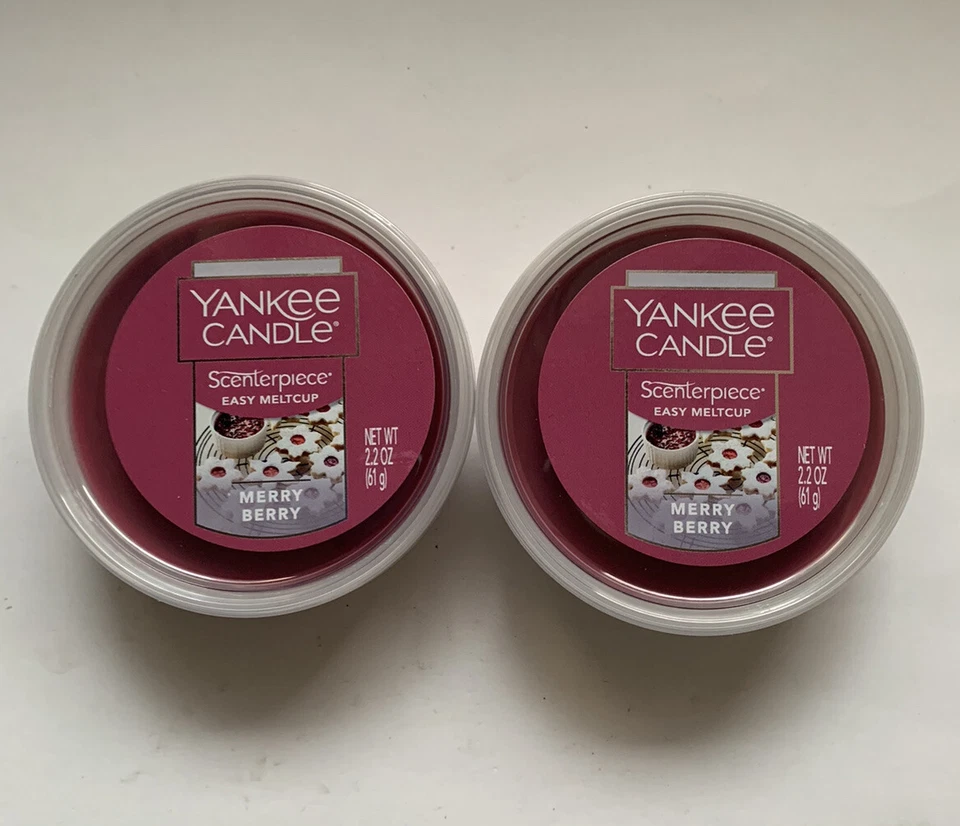 YANKEE
CANDLE®
Scenterpiece®
EASY MELTCUP
NET WT
2.2 OZ
(61 g)
MERRY
BERRY
YANKEE
CANDLE®
Scenterpiece®
EASY MELTCUP
NET WT
2.2 OZ
(61 g)
MERRY
BERRY